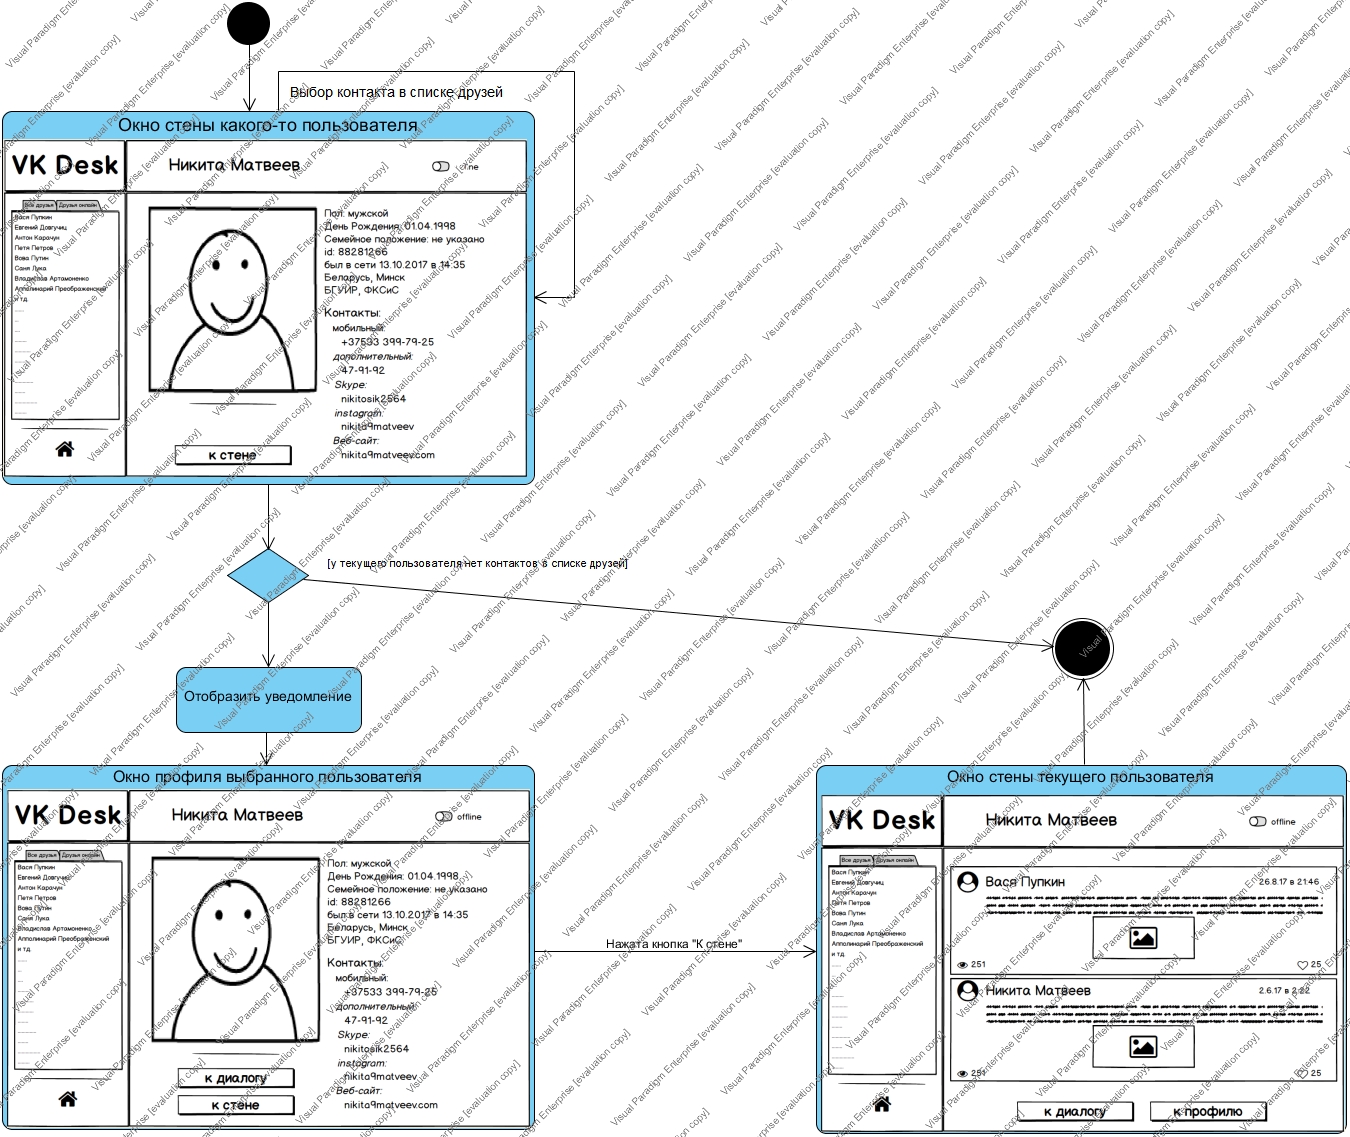 Выбор контакта в списке друзей
Окно стены какого-то пользователя
VK Desk
Никита Матвеев
Все друзья
Друзья онлайн
Вася Пупкин
Евгений Довгучиц
Антон Карачун
Петя Петров
Вова Путин
Саня Лука
Владислав Артамоненко
Апполинарий Преображенский
и тд
Пол: мужской
День Рождения: 01.04.1998
Семейное положение: не указано
id: 88281266
был в сети 13.10.2017 в 14:35
Беларусь, Минск
БГУИР, ФКСиС
Контакты:
мобильный:
+37533 399-79-25
дополнительный:
47-91-92
Skype:
nikitosik2564
instagram:
nikita9matveev
Веб-сайт:
nikita9matveev.com
к стене
[у текущего пользователя нет контактов в списке друзей]
Отобразить уведомление
Окно профиля выбранного пользователя
VK Desk
Никита Матвеев
offline
Все друзья
Друзья онлайн
Вася Пупкин
Евгений Довгучиц
Антон Карачун
Петя Петров
Вова Путин
Саня Лука
Владислав Артамоненко
Апполинарий Преображенский
и тд
Пол: мужской
День Рождения: 01.04.1998
Семейное положение: не указано
id: 88281266
был в сети 13.10.2017 в 14:35
Беларусь, Минск
БГУИР, ФКСиС
Контакты:
мобильный:
+37533 399-79-25
дополнительный:
47-91-92
Skype:
nikitosik2564
instagram:
nikita9matveev
Веб-сайт:
nikita9matveev.com
к диалогу
к стене
Нажата кнопка "К стене"
Окно стены текущего пользователя
VK Desk
Никита Матвеев
offline
Все друзья
Друзья онлайн
Вася Пупкин
Евгений Довгучиц
Антон Карачун
Петя Петров
Вова Путин
Саня Лука
Владислав Артамоненко
Апполинарий Преображенский
и тд
Вася Пупкин
26.8.17 в 21:46
251
25
Никита Матвеев
2.6.17 в 2:22
251
25
к диалогу
к профилю
Visual Paradigm Enterprise [evaluation copy]